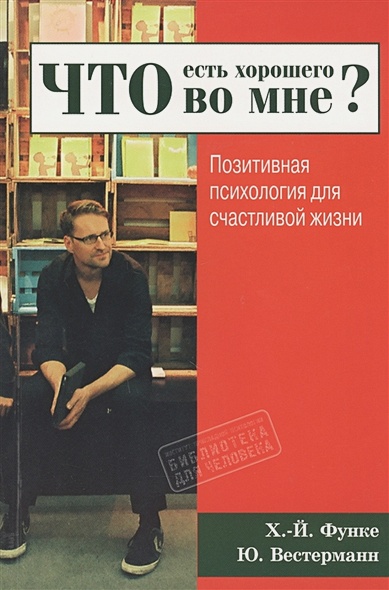 ЧТО есть хорошего
во мне?
Позитивная
психология для
счастливой жизни
БИБЛИОТЕКА
ДЛЯ ЧЕЛОВЕКА
Х.-Й. Функе
Ю. Вестерманн